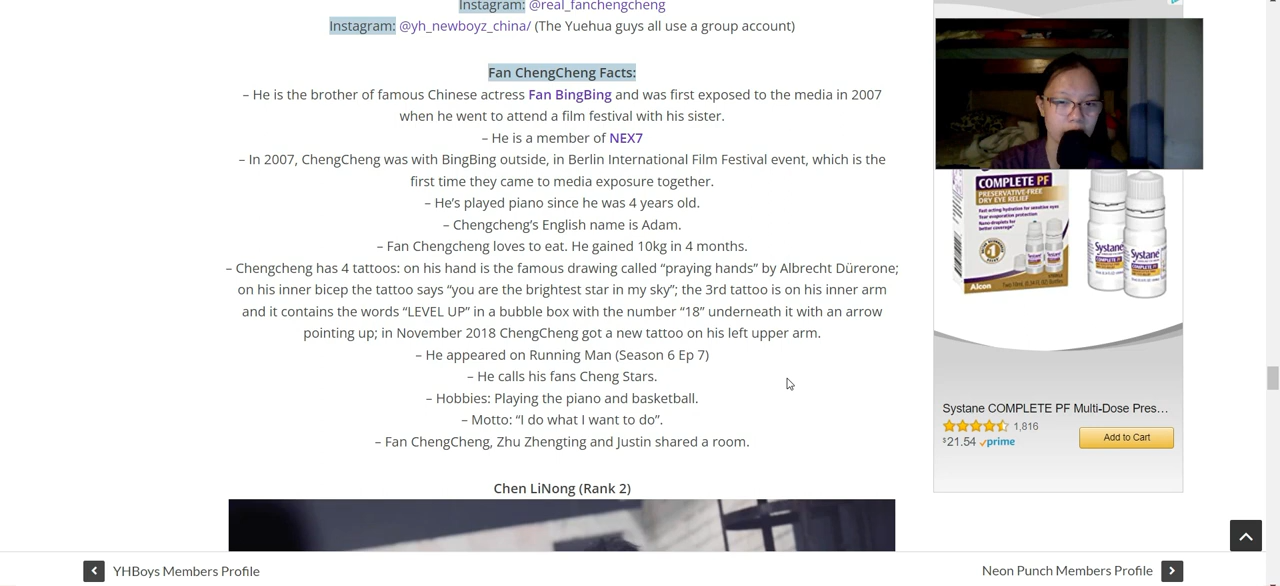 Instagram: @real_fanchengcheng
Instagram: @yh_newboyz_china/ (The Yuehua guys all use a group account)
Fan ChengCheng Facts:
– He is the brother of famous Chinese actress Fan BingBing and was first exposed to the media in 2007
when he went to attend a film festival with his sister.
– He is a member of NEX7
– In 2007, ChengCheng was with BingBing outside, in Berlin International Film Festival event, which is the
first time they came to media exposure together.
– He's played piano since he was 4 years old.
– Chengcheng's English name is Adam.
– Fan Chengcheng loves to eat. He gained 10kg in 4 months.
– Chengcheng has 4 tattoos: on his hand is the famous drawing called “praying hands” by Albrecht Dürerone;
on his inner bicep the tattoo says “you are the brightest star in my sky”; the 3rd tattoo is on his inner arm
and it contains the words “LEVEL UP” in a bubble box with the number “18” underneath it with an arrow
pointing up; in November 2018 ChengCheng got a new tattoo on his left upper arm.
– He appeared on Running Man (Season 6 Ep 7)
– He calls his fans Cheng Stars.
– Hobbies: Playing the piano and basketball.
– Motto: “I do what I want to do”.
– Fan ChengCheng, Zhu Zhengting and Justin shared a room.
Chen LiNong (Rank 2)
COMPLETE PF
PRESERVATIVE-FREE
DRY EYE RELIEF
Systane
Systane
Alcon
Systane COMPLETE PF Multi-Dose Pres...
1,816
$21.54 prime
Add to Cart
YHBoys Members Profile
Neon Punch Members Profile